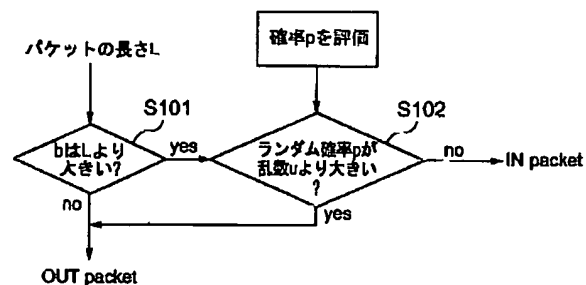 パケットの長さL
確率pを評価
S101
bはLより
大きい?
yes
no
S102
ランダム確率pが
乱数uより大きい
?
no
yes
IN packet
OUT packet